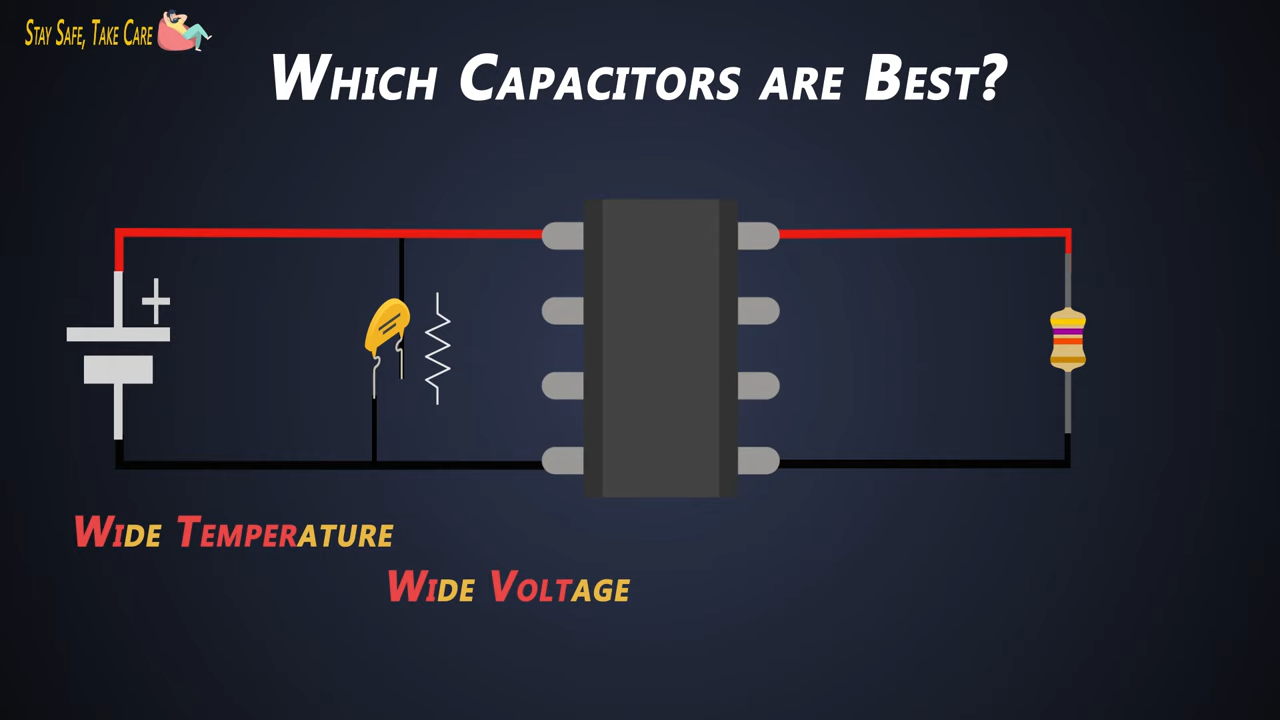 Stay Safe, Take Care
Which Capacitors are Best?
+
Wide Temperature
Wide Voltage